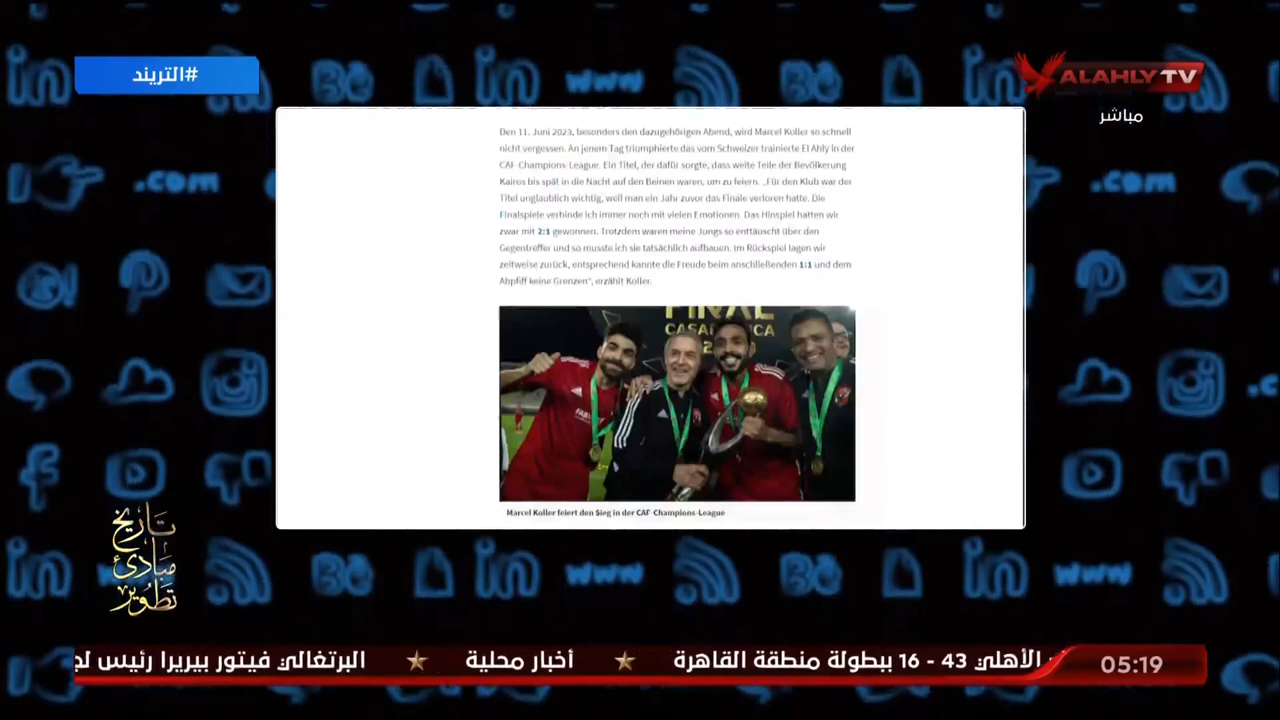 #التريند
ALAHLY TV
مباشر
Den 11. Juni 2023, besonders den dazugehörigen Abend, wird Marcel Koller so schnell
nicht vergessen. An jenem Tag triumphierte das vom Schweizer trainierte El Ahly in der
CAF-Champions-League. Ein Titel, der dafür sorgte, dass weite Teile der Bevölkerung
Kairos bis spät in die Nacht auf den Beinen waren, um zu feiern. „Für den Klub war der
Titel unglaublich wichtig, weil man ein Jahr zuvor das Finale verloren hatte. Die
Finalspiele verbinde ich immer noch mit vielen Emotionen. Das Hinspiel hatten wir
zwar mit 2:1 gewonnen. Trotzdem waren meine Jungs so enttäuscht über den
Gegentreffer und so musste ich sie tatsächlich aufbauen. Im Rückspiel lagen wir
zeitweise zurück, entsprechend kannte die Freude beim anschließenden 1:1 und dem
Abpfiff keine Grenzen“, erzählt Koller.
FINAL
CASABLANCA
Marcel Koller feiert den Sieg in der CAF-Champions-League
تاريخ
مبادئ
تطوير
الأهلي 43 - 16 ببطولة منطقة القاهرة ★ أخبار محلية ★ البرتغالي فيتور بيريرا رئيس
05:19